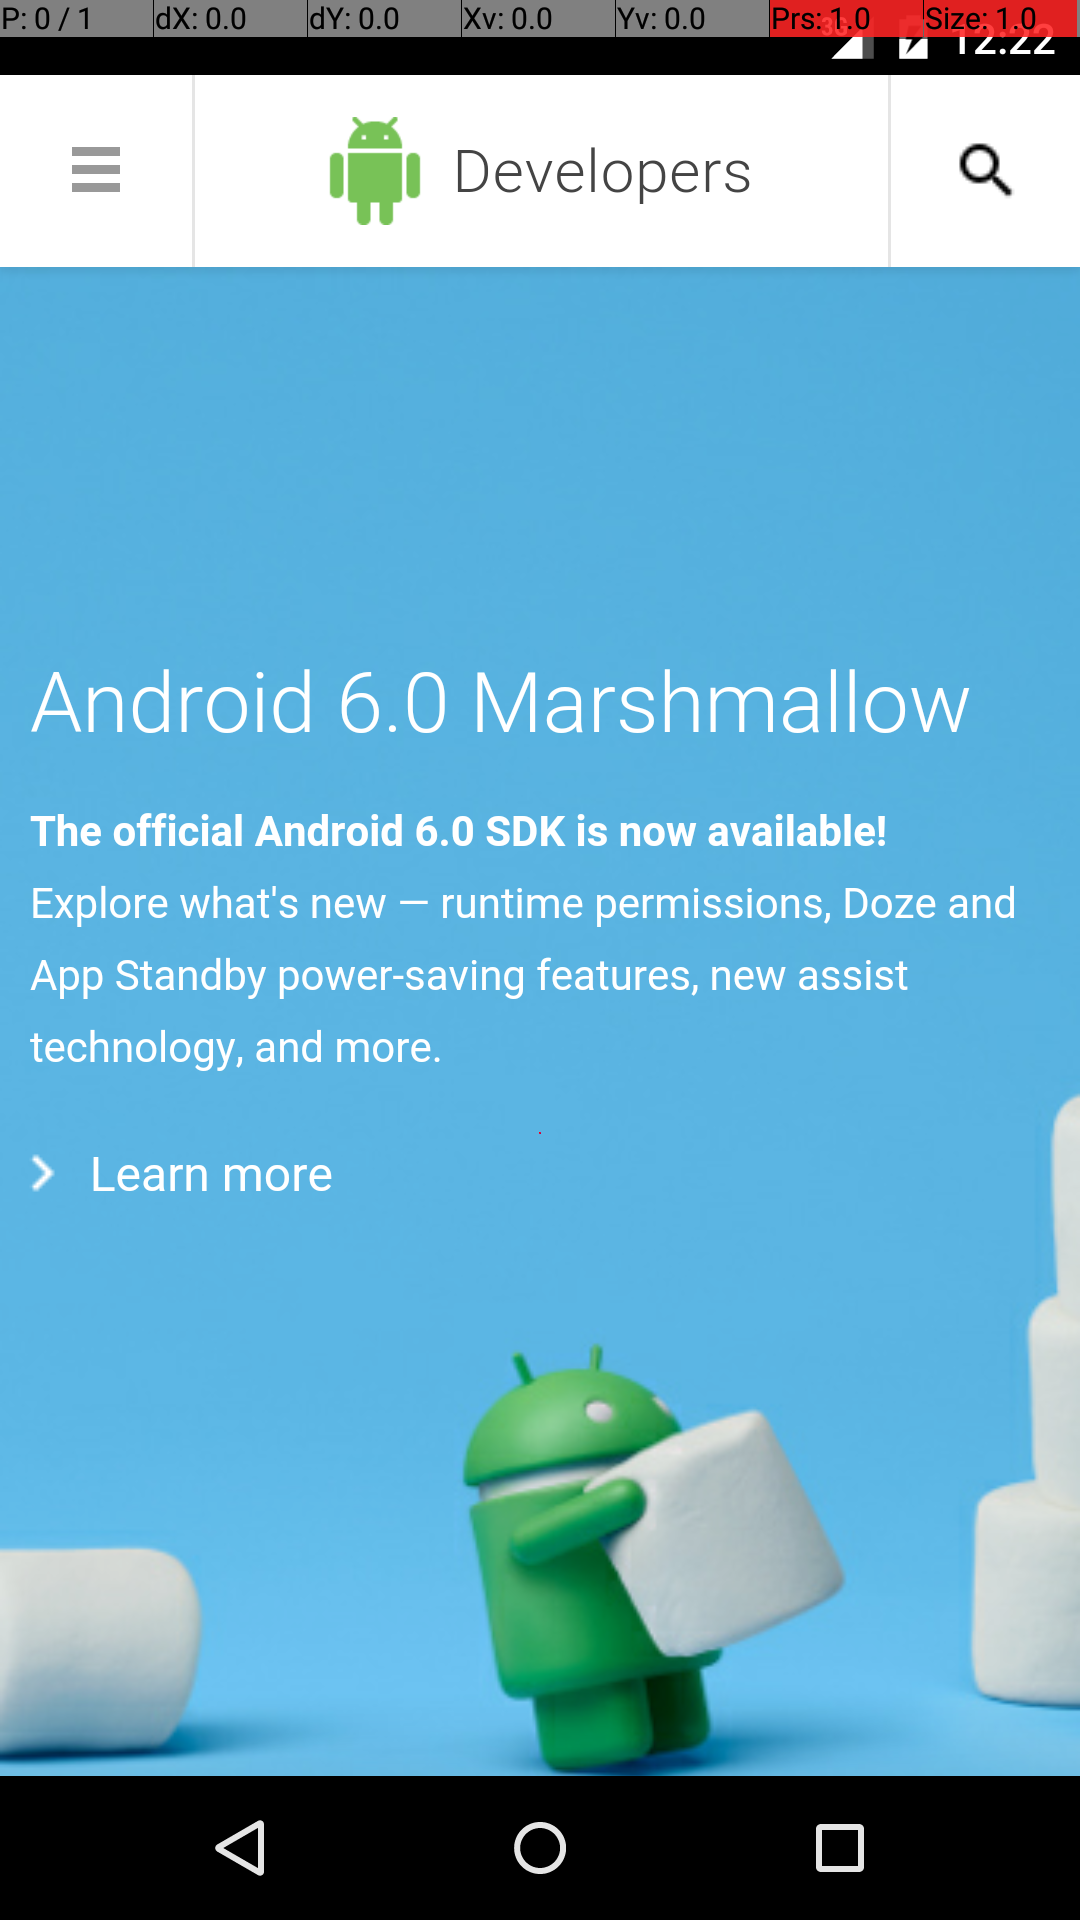 P: 0 / 1 dX: 0.0 dY: 0.0 Xv: 0.0 Yv: 0.0 Prs: 1.0 Size: 1.0
3G 12:22
Developers
Android 6.0 Marshmallow
The official Android 6.0 SDK is now available!
Explore what's new — runtime permissions, Doze and
App Standby power-saving features, new assist
technology, and more.
Learn more